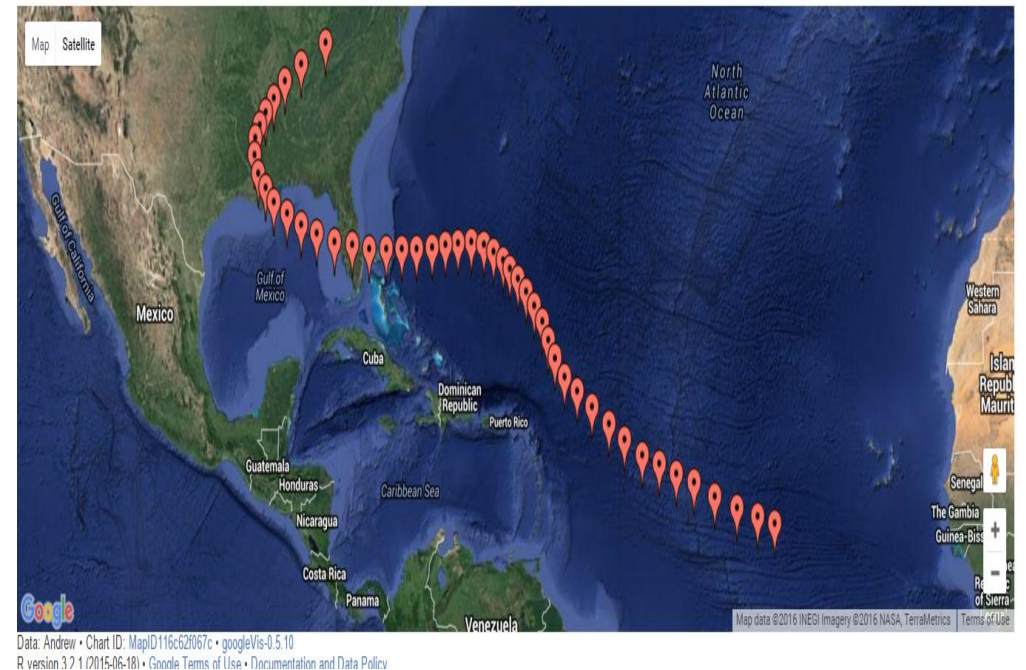 Map Satellite
North
Atlantic
Ocean
Gulf of California
Gulf of
Mexico
Mexico
Western
Sahara
Cuba
Dominican
Republic
Puerto Rico
Guatemala
Honduras
Caribbean Sea
Nicaragua
Senegal
The Gambia
Costa Rica
Panama
of Sierra
Venezuela
Google
Map data ©2016 INEGI Imagery ©2016 NASA, TerraMetrics Terms of Use
Data: Andrew • Chart ID: MapID116c62f067c • googleVis-0.5.10
R version 3.2.1 (2015-06-18) • Google Terms of Use • Documentation and Data Policy